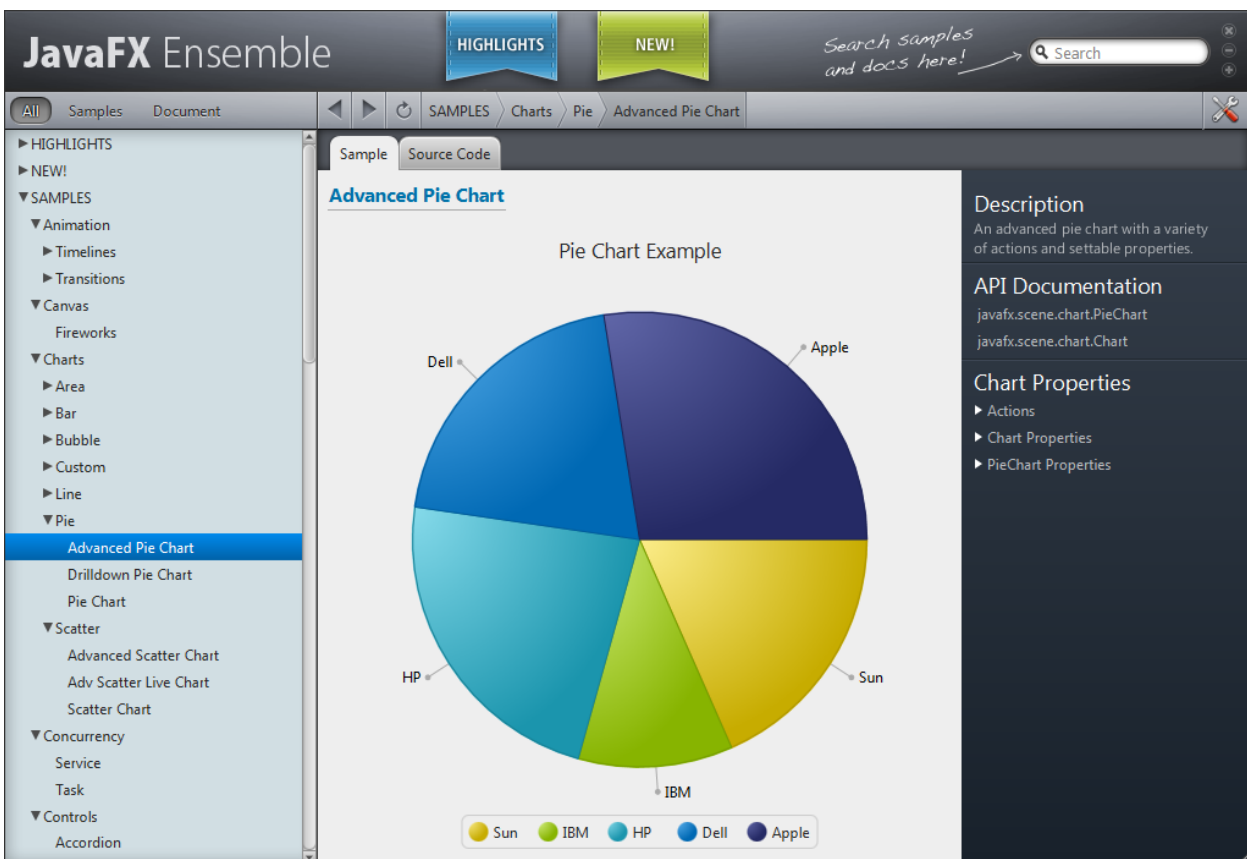 JavaFX Ensemble
HIGHLIGHTS
NEW!
Search samples
and docs here!
Search
All Samples Document
SAMPLES Charts Pie Advanced Pie Chart
HIGHLIGHTS
NEW!
SAMPLES
Animation
Timelines
Transitions
Canvas
Fireworks
Charts
Area
Bar
Bubble
Custom
Line
Pie
Advanced Pie Chart
Drilldown Pie Chart
Pie Chart
Scatter
Advanced Scatter Chart
Adv Scatter Live Chart
Scatter Chart
Concurrency
Service
Task
Controls
Accordion
Sample Source Code
Advanced Pie Chart
Pie Chart Example
Dell
Apple
HP
Sun
IBM
Sun IBM HP Dell Apple
Description
An advanced pie chart with a variety
of actions and settable properties.
API Documentation
javafx.scene.chart.PieChart
javafx.scene.chart.Chart
Chart Properties
Actions
Chart Properties
PieChart Properties